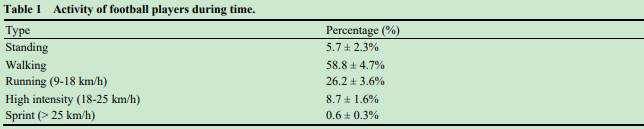 Table 1 Activity of football players during time.
Type Percentage (%)
Standing 5.7 ± 2.3%
Walking 58.8 ± 4.7%
Running (9-18 km/h) 26.2 ± 3.6%
High intensity (18-25 km/h) 8.7 ± 1.6%
Sprint (> 25 km/h) 0.6 ± 0.3%